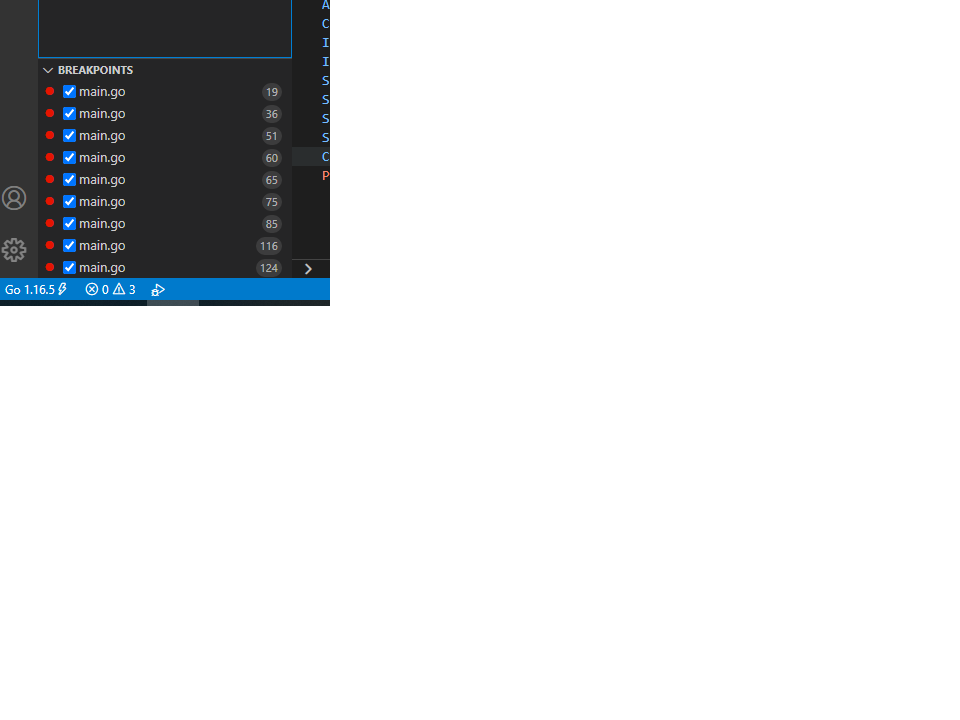 A
C
I
I
S
S
S
S
C
P
BREAKPOINTS
main.go 19
main.go 36
main.go 51
main.go 60
main.go 65
main.go 75
main.go 85
main.go 116
main.go 124
Go 1.16.5 0 3